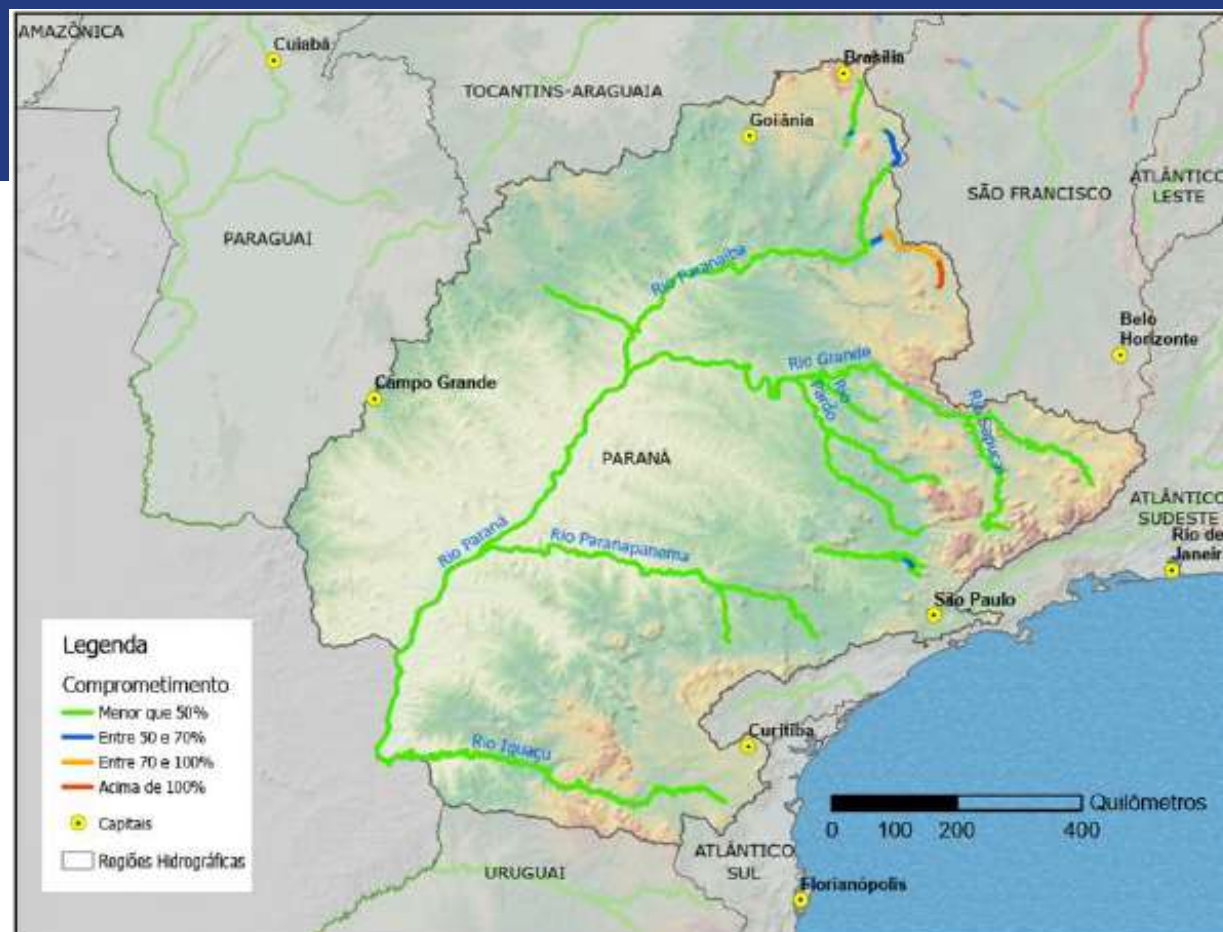 AMAZÔNICA
Cuiabá
Brasília
TOCANTINS-ARAGUAIA
Goiânia
ATLÂNTICO
LESTE
SÃO FRANCISCO
PARAGUAI
Rio Paranaíba
Belo
Horizonte
Rio Grande
Campo Grande
Rio
Pardo
Rio Sapucaí
PARANÁ
ATLÂNTICO
SUDESTE
Rio de
Janeir
Rio Paraná
Rio Paranapanema
São Paulo
Legenda
Comprometimento
Menor que 50%
Entre 50 e 70%
Entre 70 e 100%
Acima de 100%
Capitais
Regiões Hidrográficas
Curitiba
Rio Iguaçu
Quilômetros
0 100 200 400
ATLÂNTICO
SUL
URUGUAI
Florianópolis